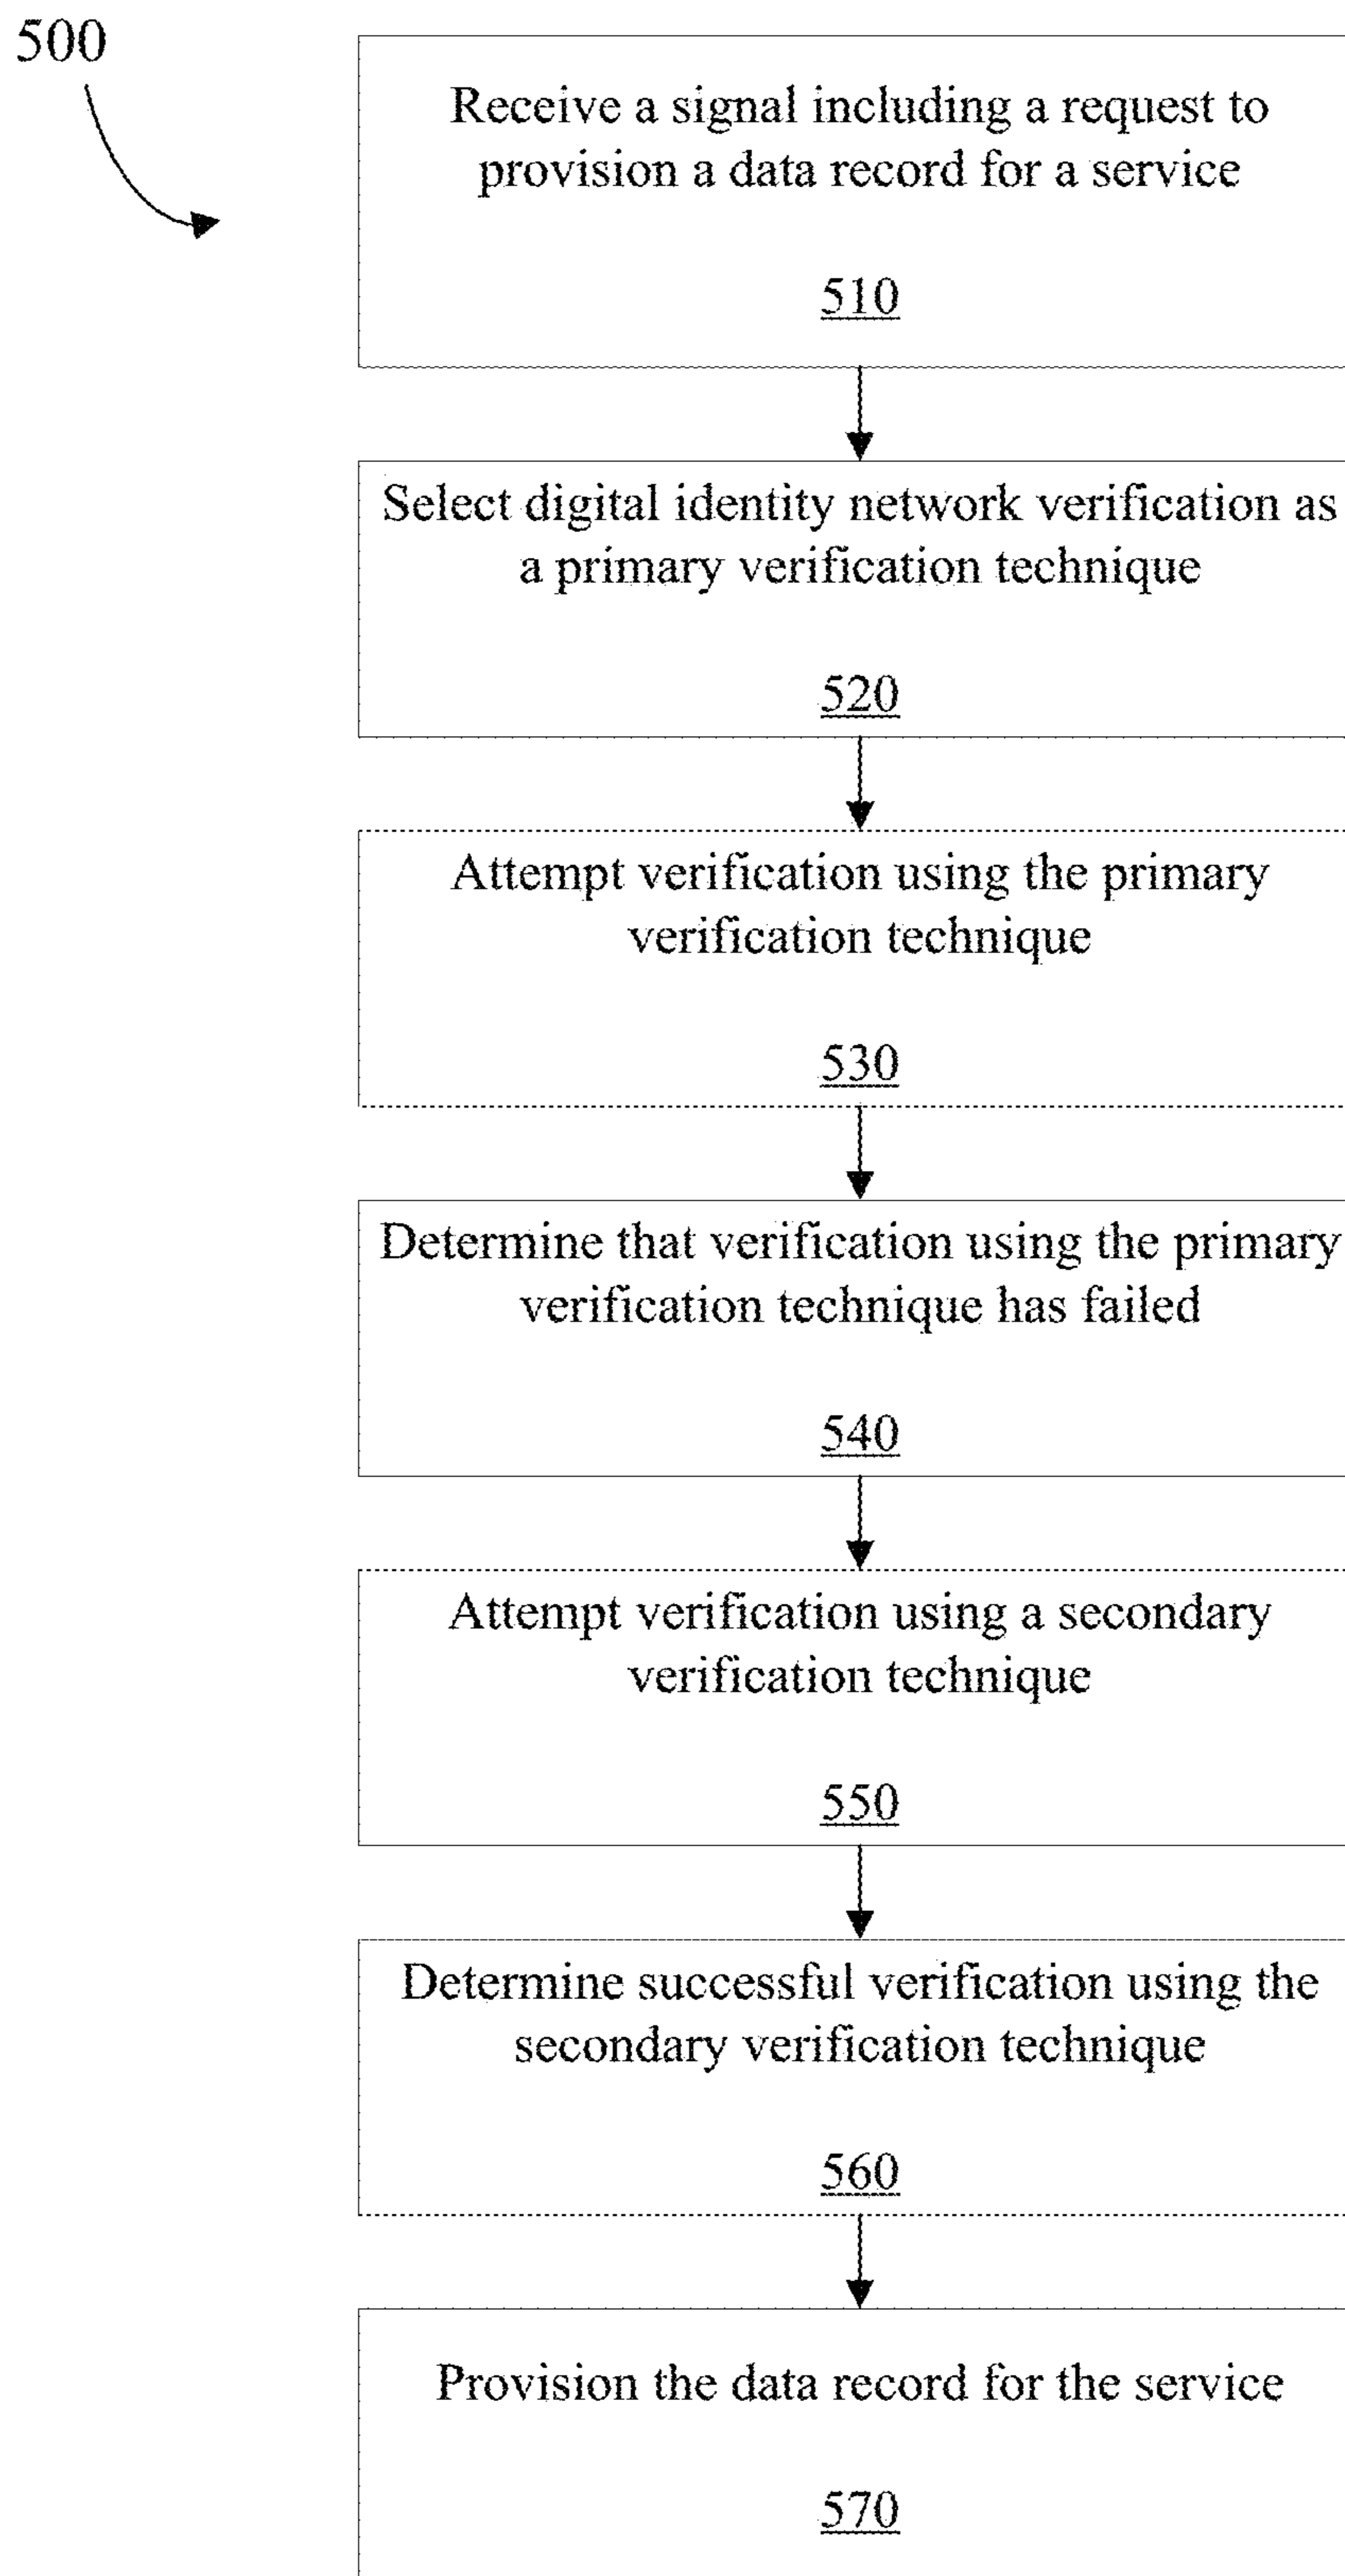 500
Receive a signal including a request to
provision a data record for a service
510
Select digital identity network verification as
a primary verification technique
520
Attempt verification using the primary
verification technique
530
Determine that verification using the primary
verification technique has failed
540
Attempt verification using a secondary
verification technique
550
Determine successful verification using the
secondary verification technique
560
Provision the data record for the service
570